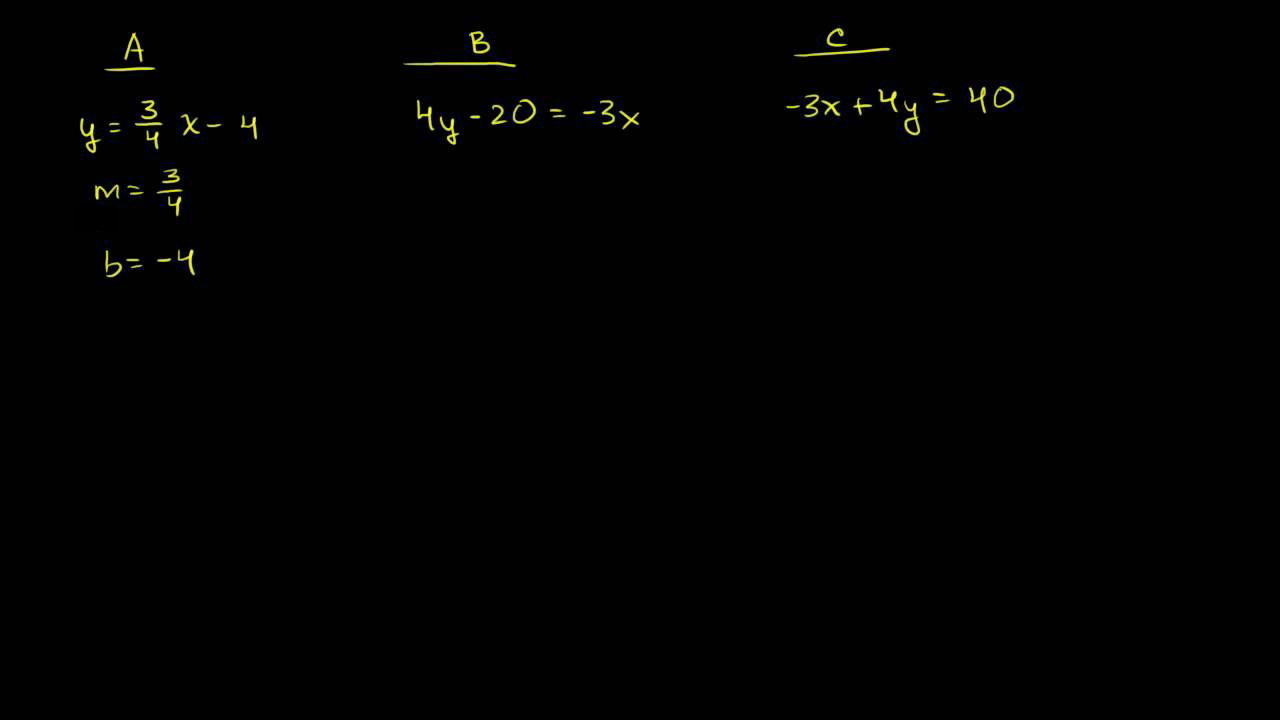 A
y = 3/4 x - 4
m = 3/4
b = -4
B
4y - 20 = -3x
C
-3x + 4y = 40